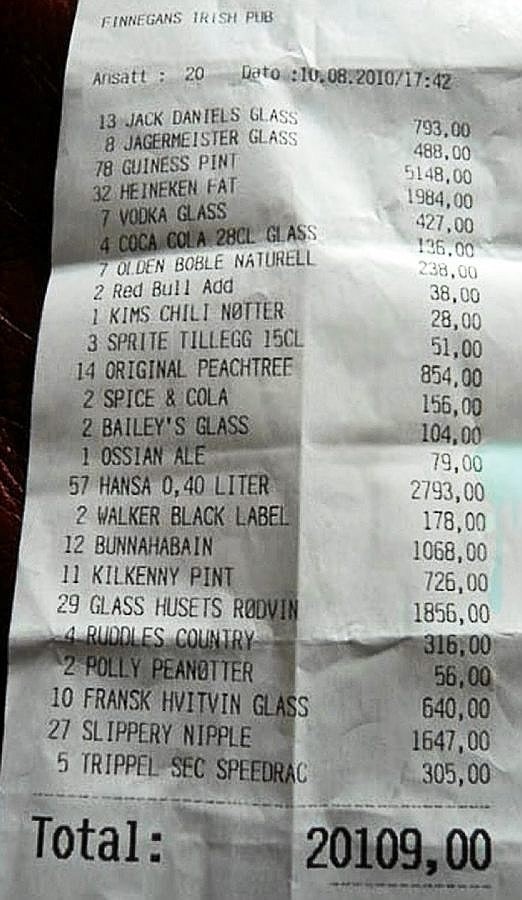 FINNEGANS IRISH PUB
Ansatt : 20 Dato :10.08.2010/17:42
13 JACK DANIELS GLASS 793,00
8 JAGERMEISTER GLASS 488,00
78 GUINESS PINT 5148,00
32 HEINEKEN FAT 1984,00
7 VODKA GLASS 427,00
4 COCA COLA 28CL GLASS 136,00
7 OLDEN BOBLE NATURELL 238,00
2 Red Bull Add 38,00
1 KIMS CHILI NØTTER 28,00
3 SPRITE TILLEGG 15CL 51,00
14 ORIGINAL PEACHTREE 854,00
2 SPICE & COLA 156,00
2 BAILEY'S GLASS 104,00
1 OSSIAN ALE 79,00
57 HANSA 0,40 LITER 2793,00
2 WALKER BLACK LABEL 178,00
12 BUNNAHABAIN 1068,00
11 KILKENNY PINT 726,00
29 GLASS HUSETS RØDVIN 1856,00
4 RUDDLES COUNTRY 316,00
2 POLLY PEANØTTER 56,00
10 FRANSK HVITVIN GLASS 640,00
27 SLIPPERY NIPPLE 1647,00
5 TRIPPEL SEC SPEEDRAC 305,00
Total: 20109,00